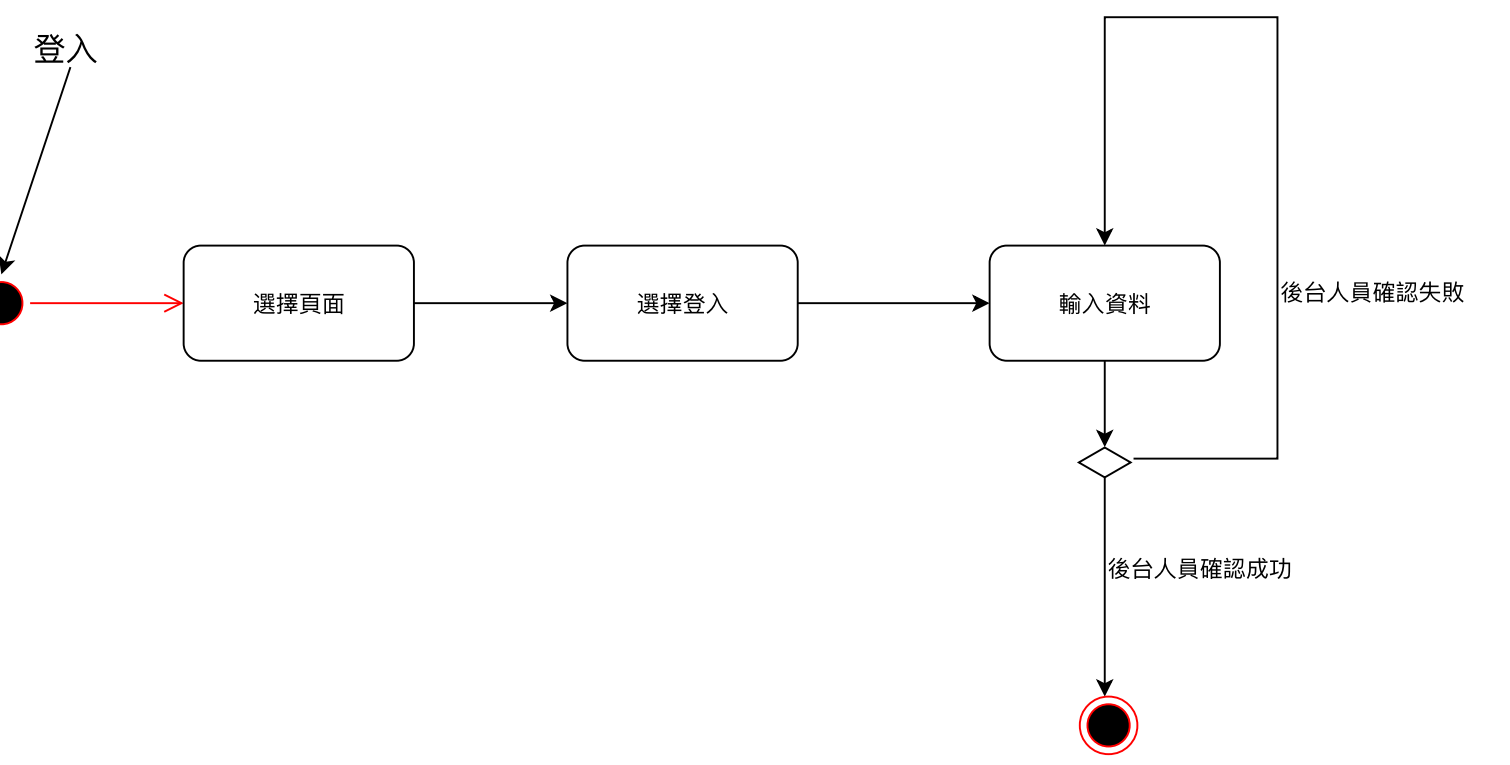 登入
選擇頁面
選擇登入
輸入資料
後台人員確認失敗
後台人員確認成功